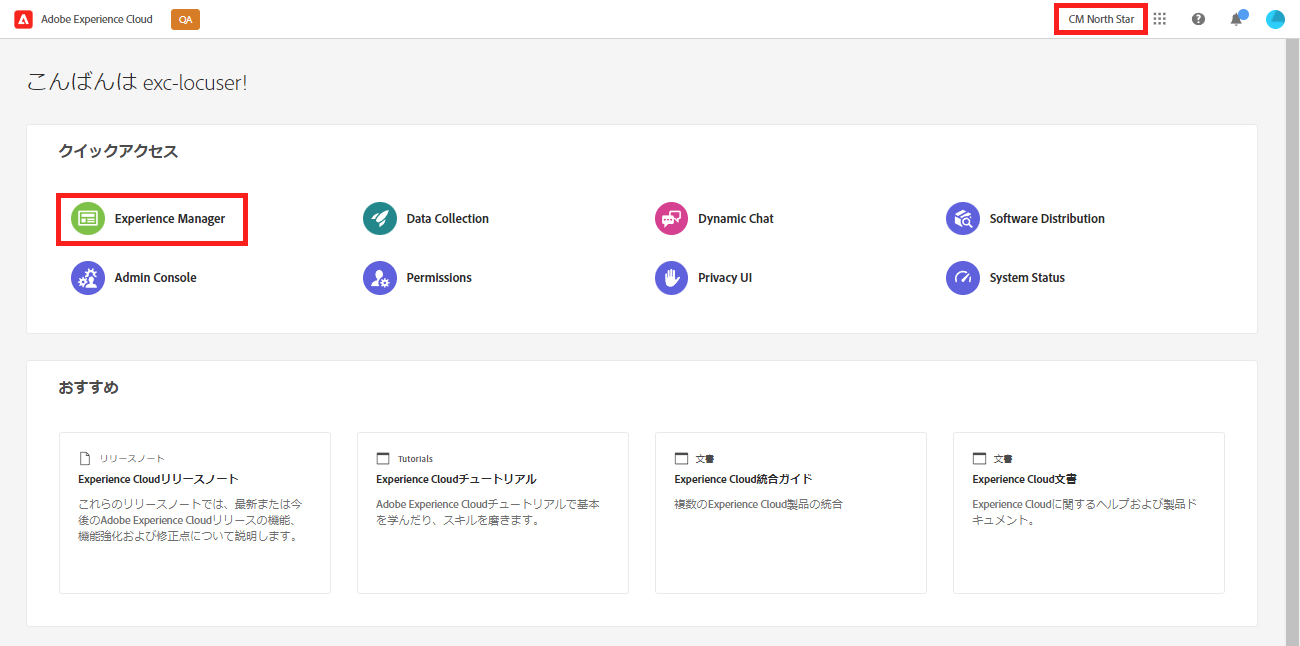 Adobe Experience Cloud
QA
CM North Star
こんばんは exc-locuser!
クイックアクセス
Experience Manager
Data Collection
Dynamic Chat
Software Distribution
Admin Console
Permissions
Privacy UI
System Status
おすすめ
リリースノート
Experience Cloudリリースノート
これらのリリースノートでは、最新または今
後のAdobe Experience Cloudリリースの機能、
機能強化および修正点について説明します。
Tutorials
Experience Cloudチュートリアル
Adobe Experience Cloudチュートリアルで基本
を学んだり、スキルを磨きます。
文書
Experience Cloud統合ガイド
複数のExperience Cloud製品の統合
文書
Experience Cloud文書
Experience Cloudに関するヘルプおよび製品ド
キュメント。